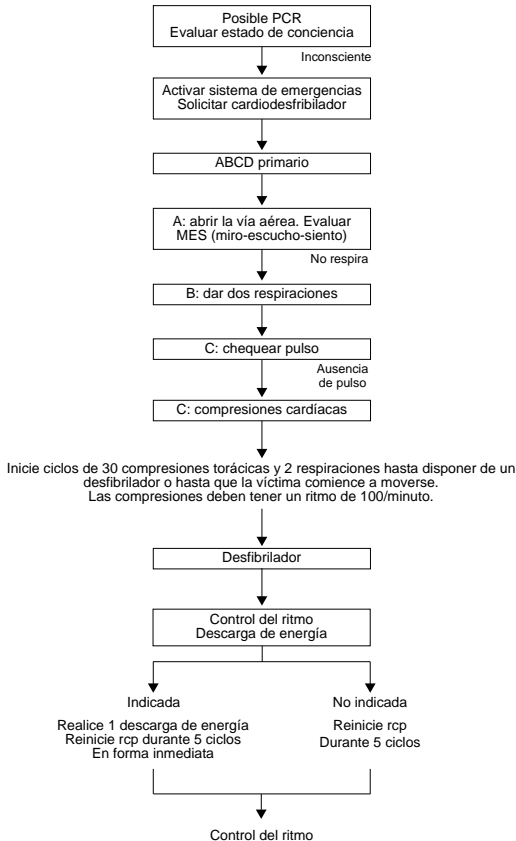 Posible PCR
Evaluar estado de conciencia
Inconsciente
Activar sistema de emergencias
Solicitar cardiodesfribilador
ABCD primario
A: abrir la vía aérea. Evaluar
MES (miro-escucho-siento)
No respira
B: dar dos respiraciones
C: chequear pulso
Ausencia
de pulso
C: compresiones cardíacas
Inicie ciclos de 30 compresiones torácicas y 2 respiraciones hasta disponer de un
desfibrilador o hasta que la víctima comience a moverse.
Las compresiones deben tener un ritmo de 100/minuto.
Desfibrilador
Control del ritmo
Descarga de energía
Indicada
Realice 1 descarga de energía
Reinicie rcp durante 5 ciclos
En forma inmediata
No indicada
Reinicie rcp
Durante 5 ciclos
Control del ritmo